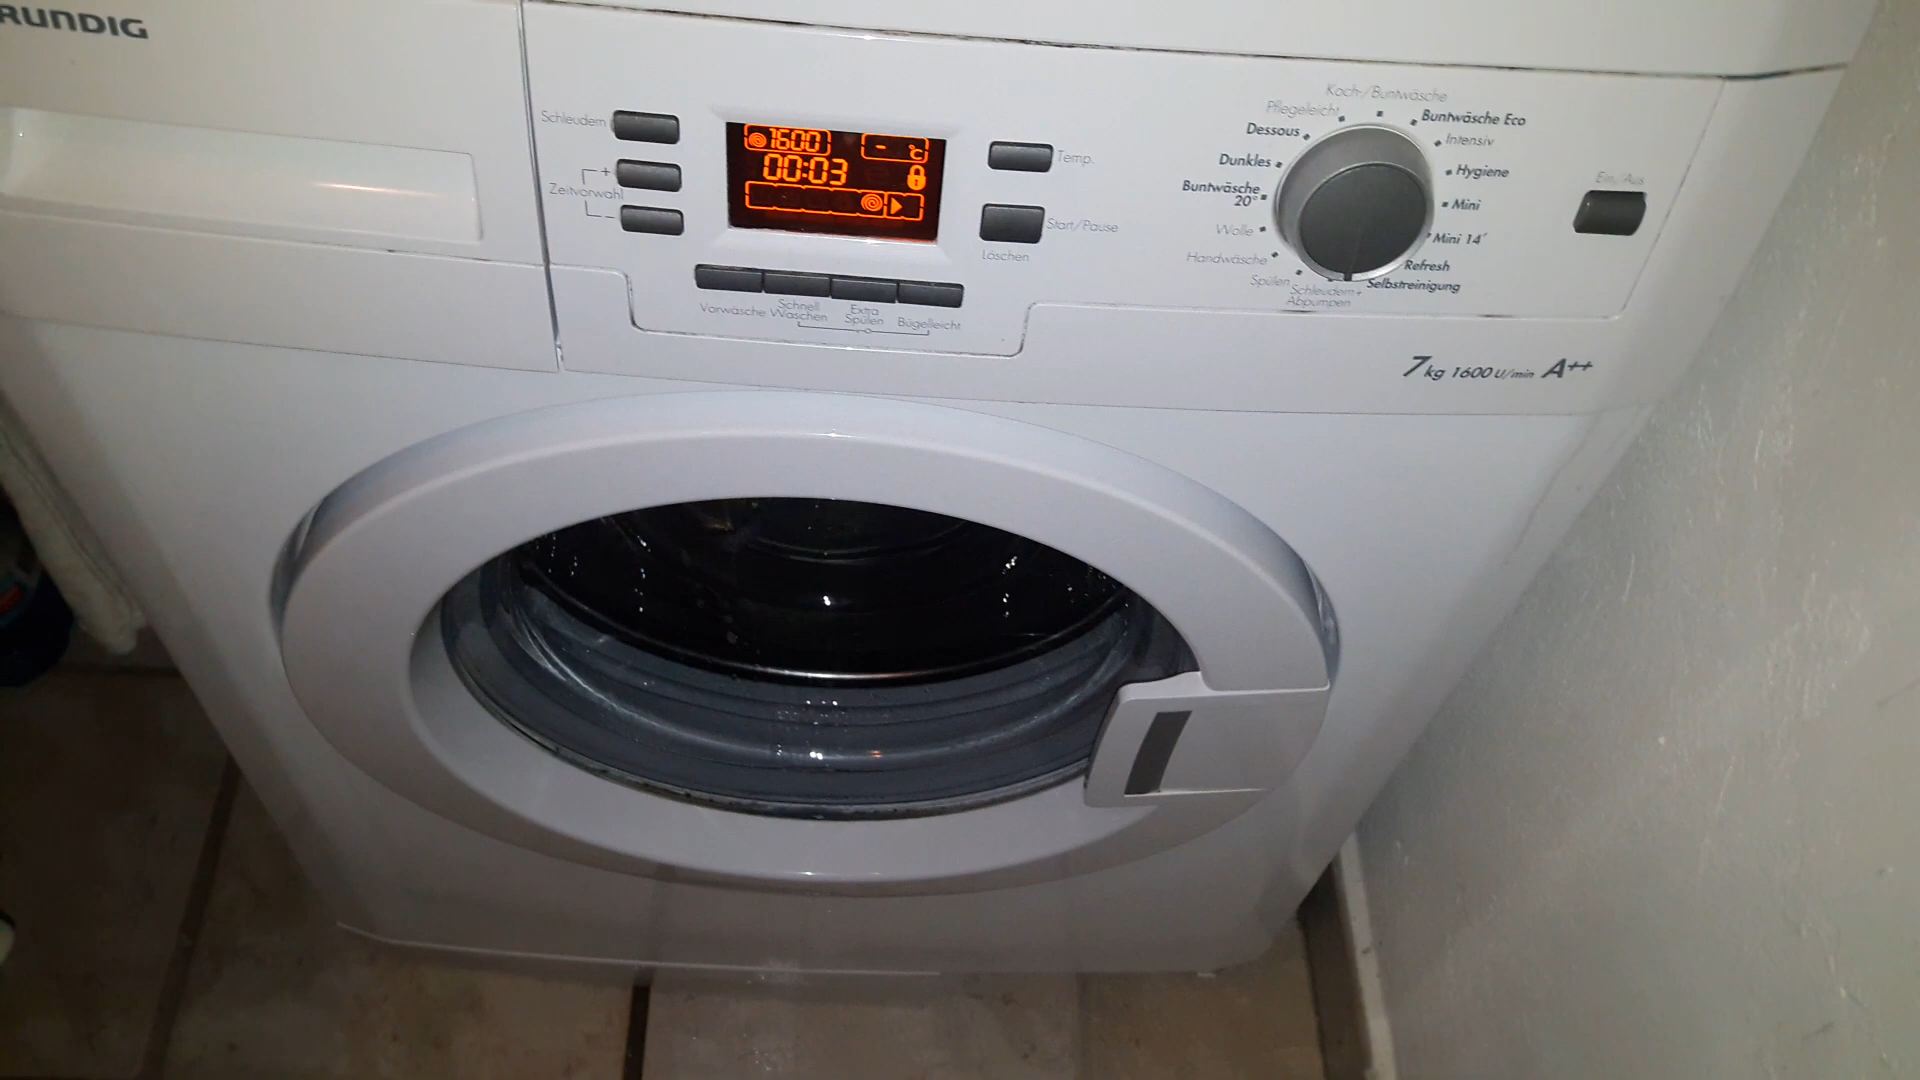 RUNDIG
Schleudern
+
Zeitvorwahl
-
1600
- °C
00:03
Temp.
Start/Pause
Löschen
Vorwäsche
Schnell
Waschen
Extra
Spülen
Bügelleicht
Koch-/Buntwäsche
Pflegeleicht
Dessous
Dunkles
Buntwäsche
20°
Wolle
Handwäsche
Spülen
Schleudern+
Abpumpen
Buntwäsche Eco
Intensiv
Hygiene
Mini
Mini 14'
Refresh
Selbstreinigung
Ein/Aus
7kg 1600 U/min A++